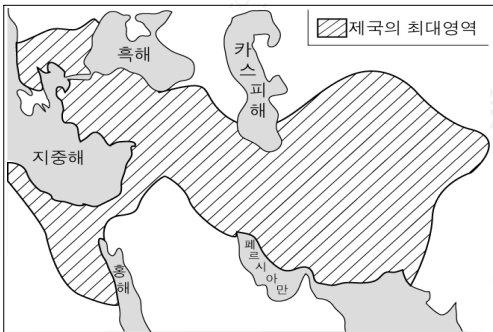 제국의 최대영역
흑해
카스피해
지중해
페르시아만
홍해